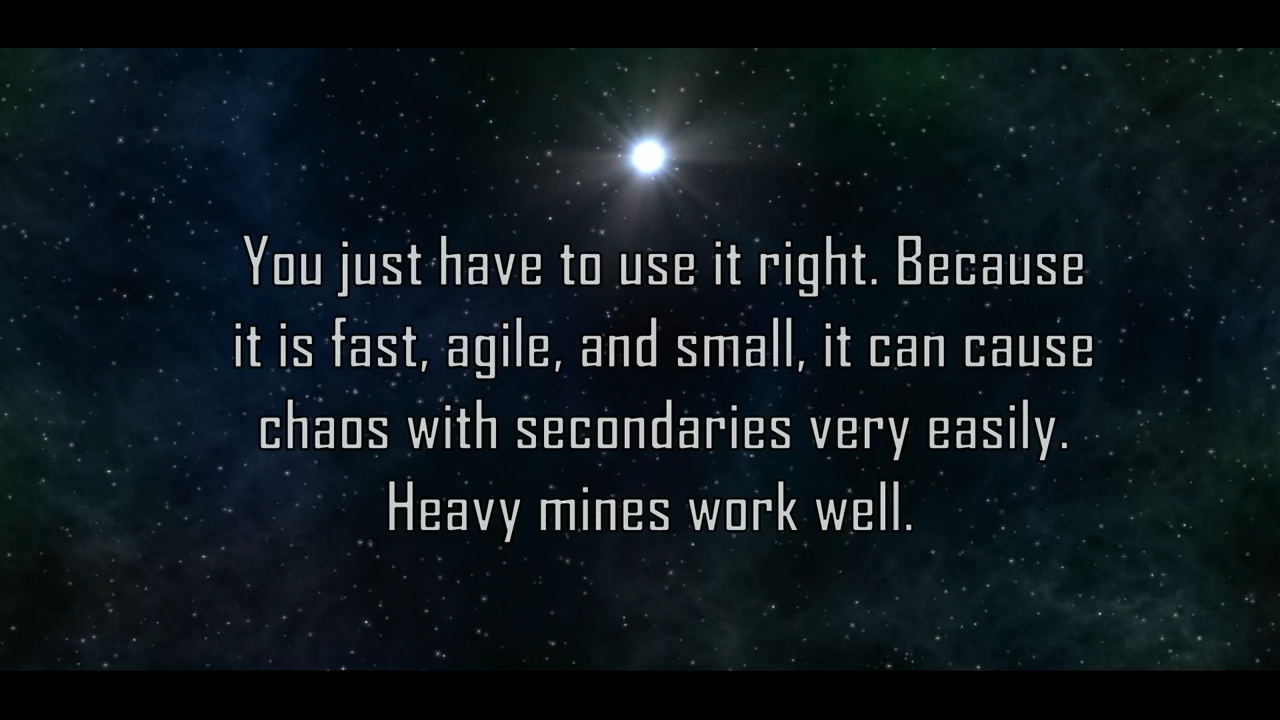 You just have to use it right. Because
it is fast, agile, and small, it can cause
chaos with secondaries very easily.
Heavy mines work well.